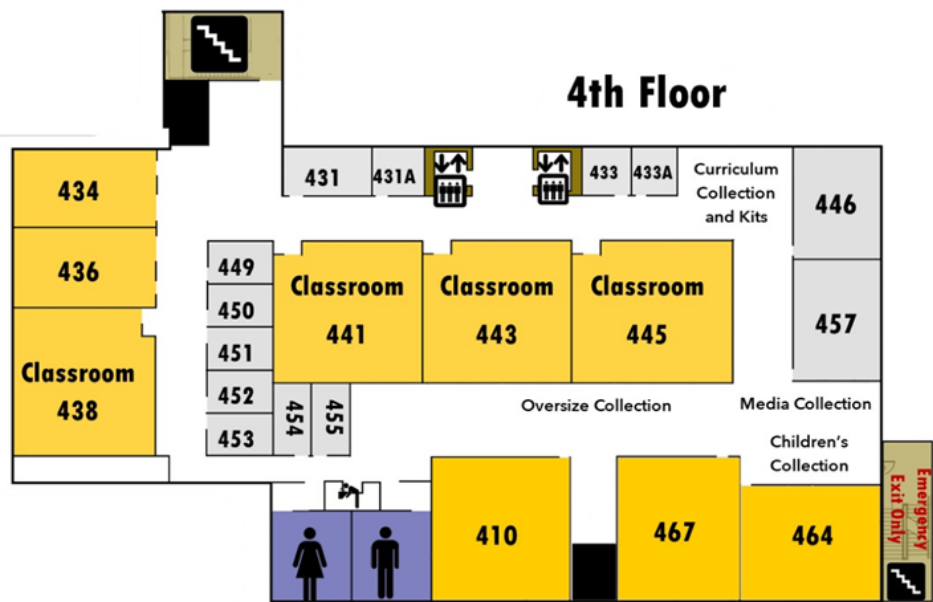 4th Floor
434
431
431A
433
433A
Curriculum
Collection
and Kits
446
436
449
450
451
452
453
Classroom
441
Classroom
443
Classroom
445
457
Classroom
438
454
455
Oversize Collection
Media Collection
Children's
Collection
410
467
464
Emergency
Exit Only